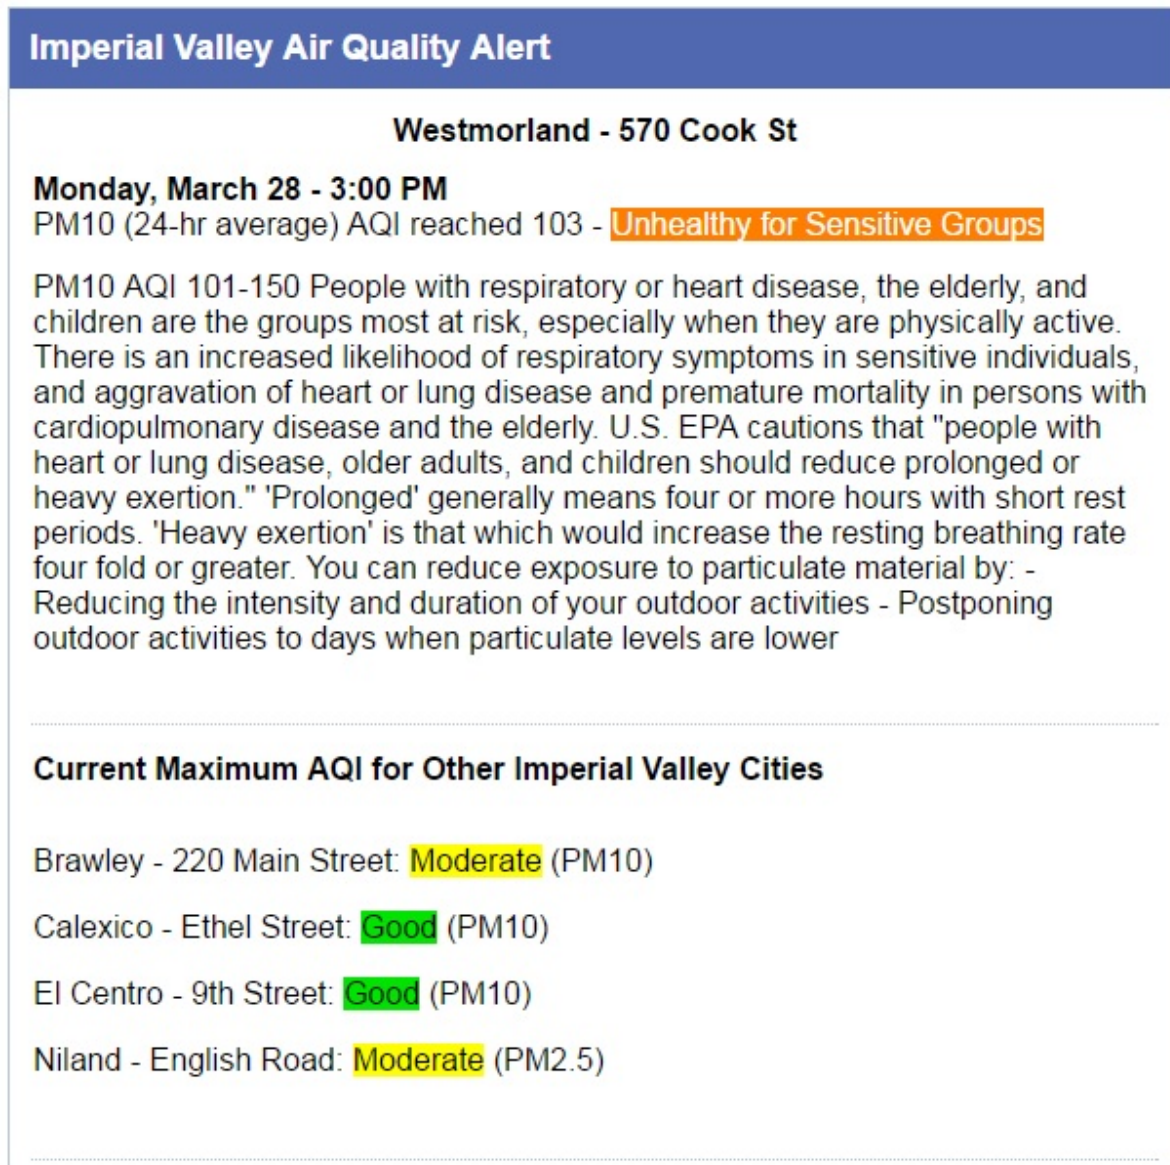 Imperial Valley Air Quality Alert
Westmorland - 570 Cook St
Monday, March 28 - 3:00 PM
PM10 (24-hr average) AQI reached 103 - Unhealthy for Sensitive Groups
PM10 AQI 101-150 People with respiratory or heart disease, the elderly, and
children are the groups most at risk, especially when they are physically active.
There is an increased likelihood of respiratory symptoms in sensitive individuals,
and aggravation of heart or lung disease and premature mortality in persons with
cardiopulmonary disease and the elderly. U.S. EPA cautions that "people with
heart or lung disease, older adults, and children should reduce prolonged or
heavy exertion." 'Prolonged' generally means four or more hours with short rest
periods. 'Heavy exertion' is that which would increase the resting breathing rate
four fold or greater. You can reduce exposure to particulate material by: -
Reducing the intensity and duration of your outdoor activities - Postponing
outdoor activities to days when particulate levels are lower
Current Maximum AQI for Other Imperial Valley Cities
Brawley - 220 Main Street: Moderate (PM10)
Calexico - Ethel Street: Good (PM10)
El Centro - 9th Street: Good (PM10)
Niland - English Road: Moderate (PM2.5)